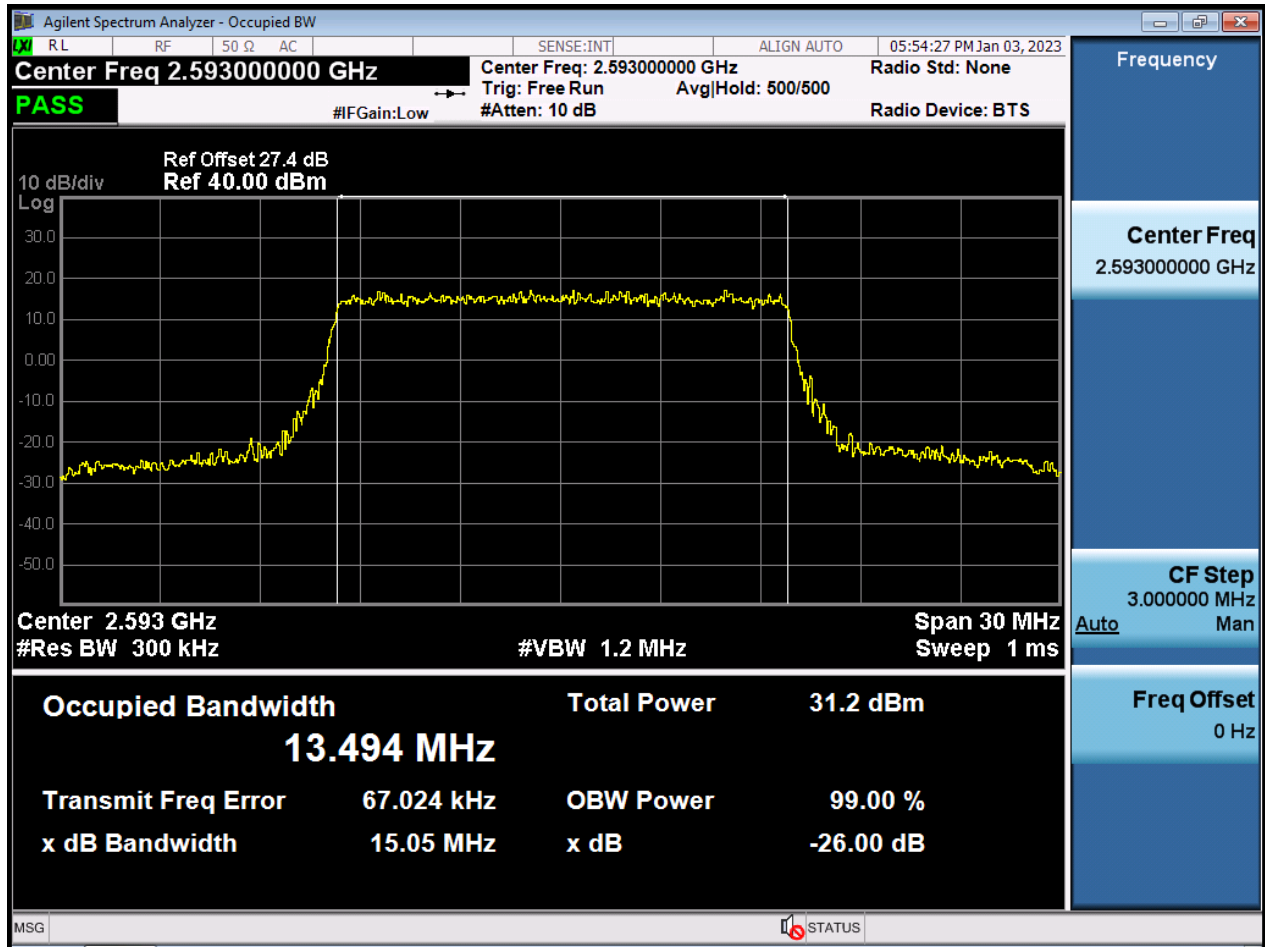 Agilent Spectrum Analyzer - Occupied BW
LXI RL RF 50 Ω AC SENSE:INT ALIGN AUTO 05:54:27 PM Jan 03, 2023
Center Freq 2.593000000 GHz
Center Freq: 2.593000000 GHz
Radio Std: None
Trig: Free Run Avg|Hold: 500/500
PASS
#IFGain:Low
#Atten: 10 dB
Radio Device: BTS
Ref Offset 27.4 dB
10 dB/div Ref 40.00 dBm
Log
30.0
20.0
10.0
0.00
-10.0
-20.0
-30.0
-40.0
-50.0
Center 2.593 GHz Span 30 MHz
#Res BW 300 kHz #VBW 1.2 MHz Sweep 1 ms
Occupied Bandwidth Total Power 31.2 dBm
13.494 MHz
Transmit Freq Error 67.024 kHz OBW Power 99.00 %
x dB Bandwidth 15.05 MHz x dB -26.00 dB
Frequency
Center Freq
2.593000000 GHz
CF Step
3.000000 MHz
Auto Man
Freq Offset
0 Hz
MSG STATUS